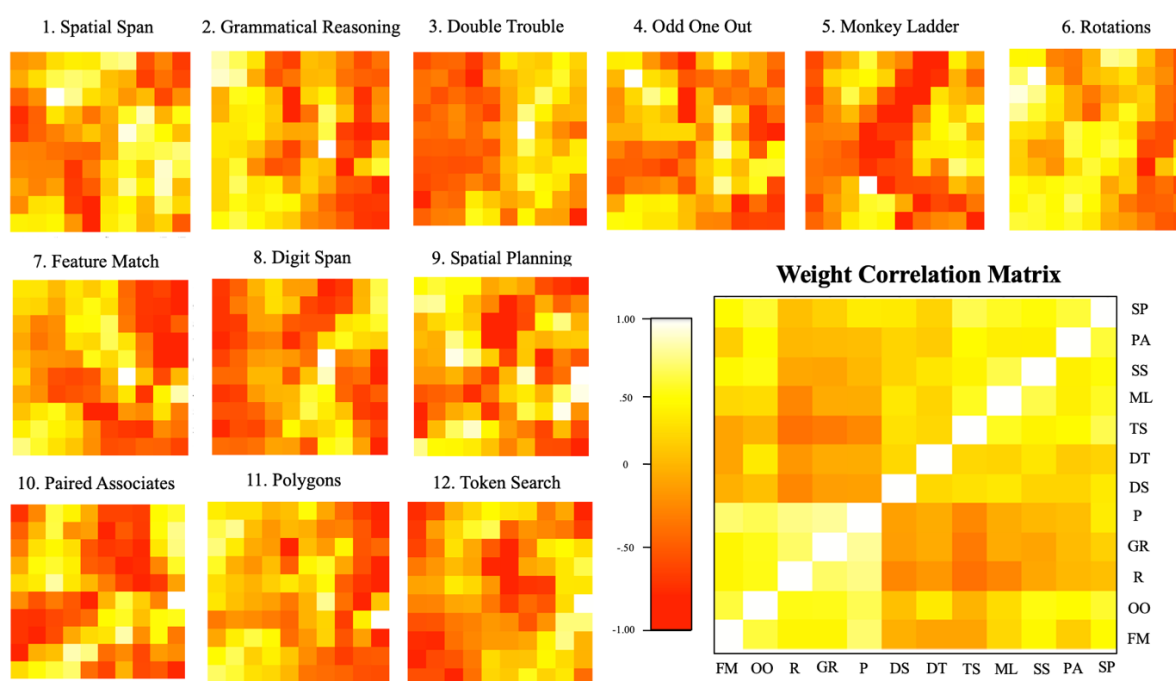 1. Spatial Span
2. Grammatical Reasoning
3. Double Trouble
4. Odd One Out
5. Monkey Ladder
6. Rotations
7. Feature Match
8. Digit Span
9. Spatial Planning
10. Paired Associates
11. Polygons
12. Token Search
Weight Correlation Matrix
1.00
.50
0
-.50
-1.00
SP
PA
SS
ML
TS
DT
DS
P
GR
R
OO
FM
FM OO R GR P DS DT TS ML SS PA SP